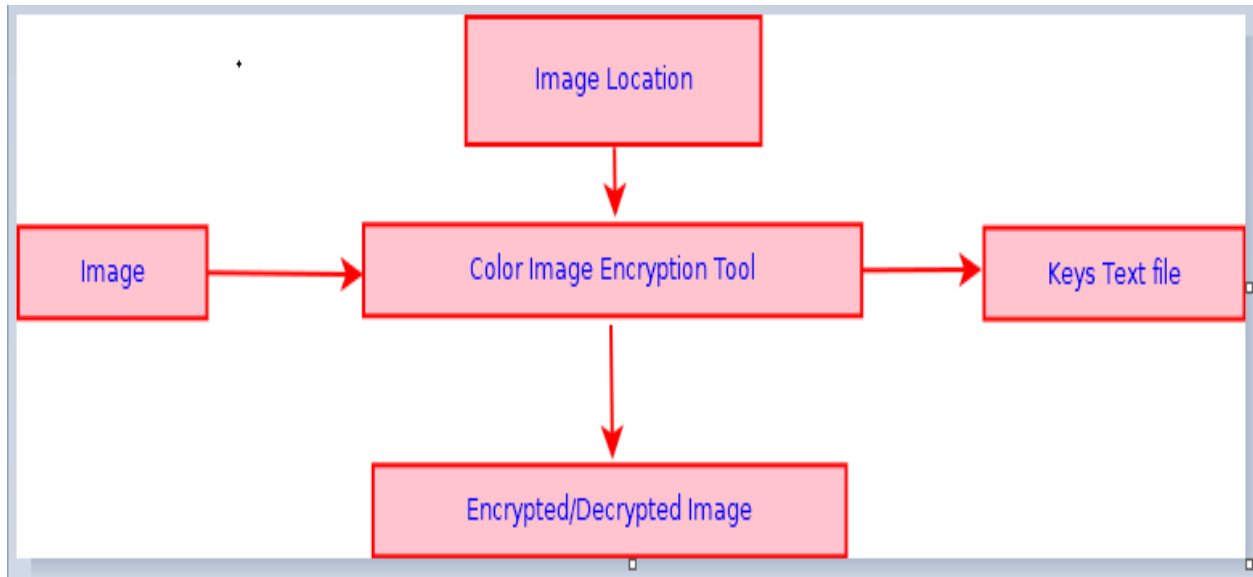 Image Location
Image
Color Image Encryption Tool
Keys Text file
Encrypted/Decrypted Image